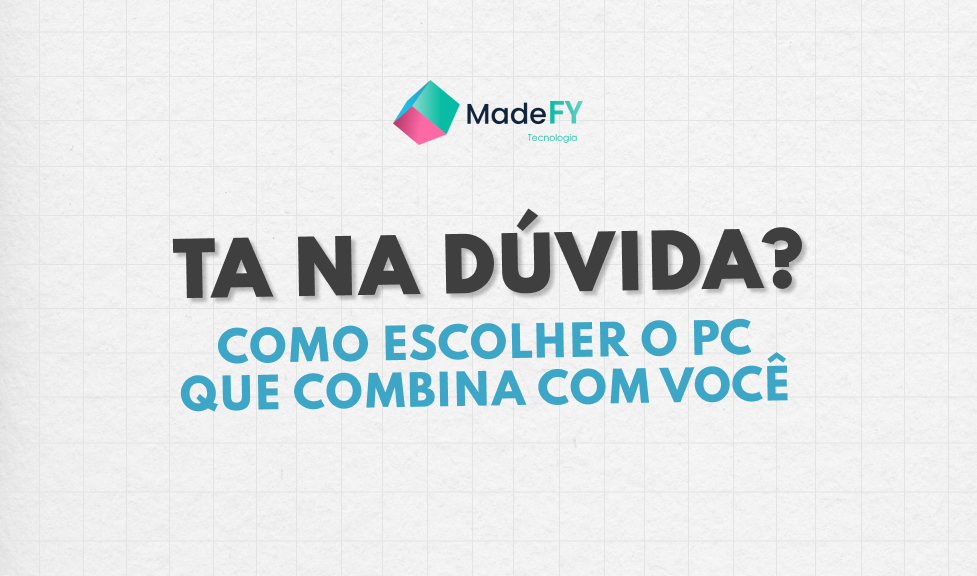 MadeFY
Tecnologia
TA NA DÚVIDA?
COMO ESCOLHER O PC
QUE COMBINA COM VOCÊ